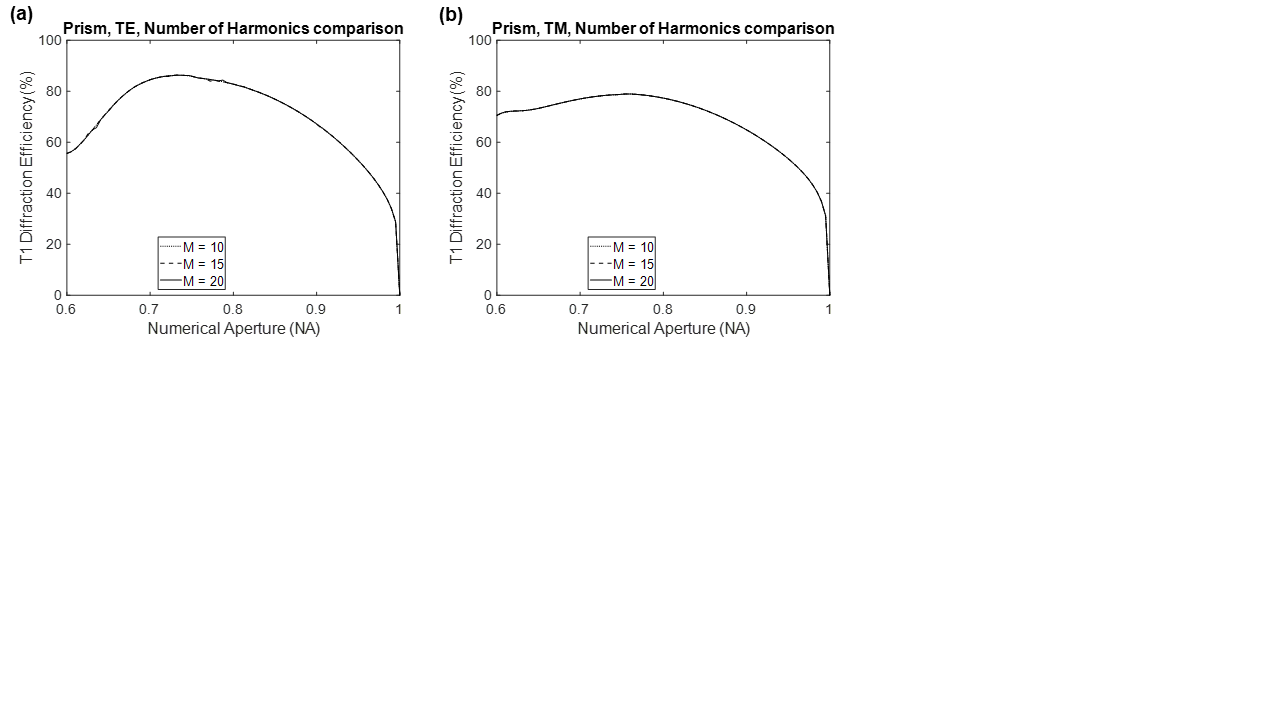 (a)
Prism, TE, Number of Harmonics comparison
100
80
60
40
20
0
T1 Diffraction Efficiency (%)
M = 10
M = 15
M = 20
0.6
0.7
0.8
0.9
1
Numerical Aperture (NA)
(b)
Prism, TM, Number of Harmonics comparison
100
80
60
40
20
0
T1 Diffraction Efficiency (%)
M = 10
M = 15
M = 20
0.6
0.7
0.8
0.9
1
Numerical Aperture (NA)